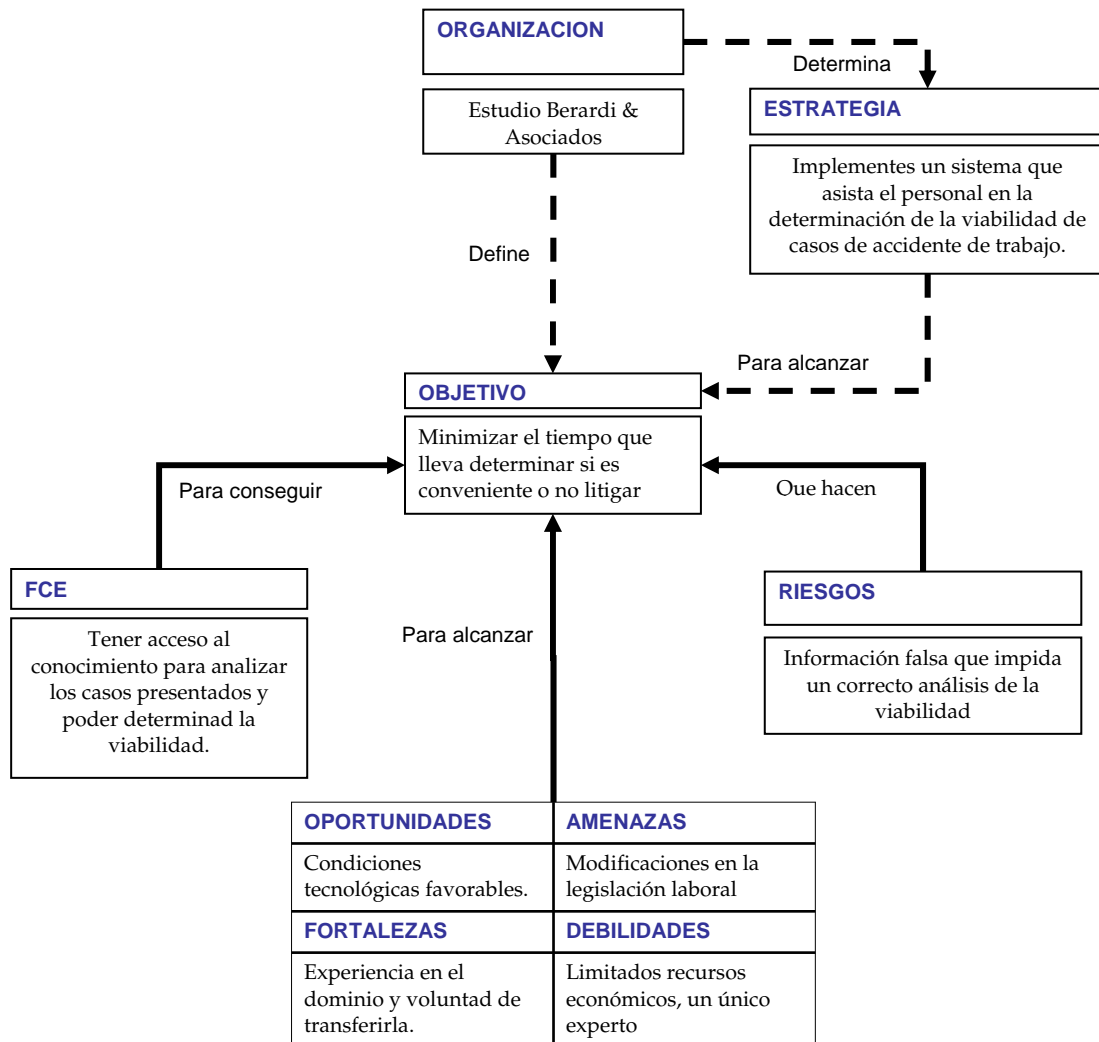 ORGANIZACION
Determina
Estudio Berardi &
Asociados
ESTRATEGIA
Implementes un sistema que
asista el personal en la
determinación de la viabilidad de
casos de accidente de trabajo.
Define
Para alcanzar
OBJETIVO
Minimizar el tiempo que
lleva determinar si es
conveniente o no litigar
Para conseguir
Que hacen
FCE
Tener acceso al
conocimiento para analizar
los casos presentados y
poder determinad la
viabilidad.
Para alcanzar
RIESGOS
Información falsa que impida
un correcto análisis de la
viabilidad
OPORTUNIDADES
AMENAZAS
Condiciones
tecnológicas favorables.
Modificaciones en la
legislación laboral
FORTALEZAS
DEBILIDADES
Experiencia en el
dominio y voluntad de
transferirla.
Limitados recursos
económicos, un único
experto